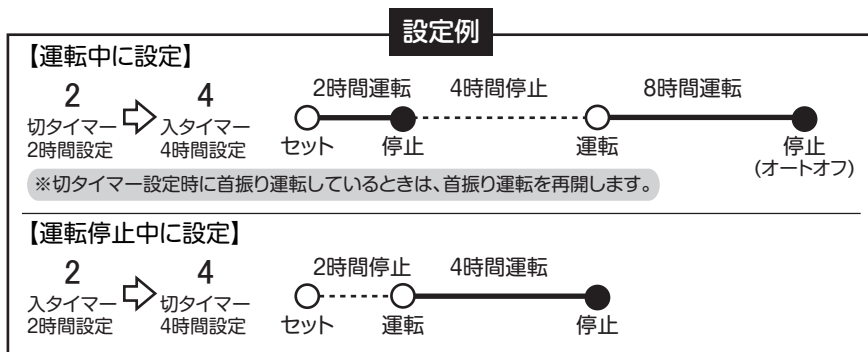 設定例
【運転中に設定】
2 4
切タイマー 入タイマー
2時間設定 4時間設定
2時間運転 4時間停止 8時間運転
セット 停止 運転 停止
(オートオフ)
※切タイマー設定時に首振り運転しているときは、首振り運転を再開します。
【運転停止中に設定】
2 4
入タイマー 切タイマー
2時間設定 4時間設定
2時間停止 4時間運転
セット 運転 停止